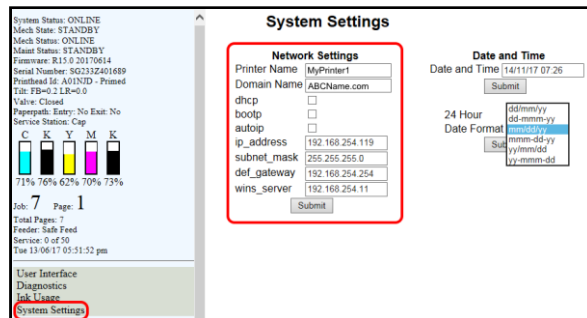 System Status: ONLINE
Mech State: STANDBY
Mech Status: ONLINE
Maint Status: STANDBY
Firmware: R15.0 20170614
Serial Number: SG233Z401689
Printhead Id: A01NJD - Primed
Tilt: FB=0.2 LR=0.0
Valve: Closed
Paperpath: Entry: No Exit: No
Service Station: Cap
C K Y M K
71% 76% 62% 70% 73%
Job: 7 Page: 1
Total Pages: 7
Feeder: Safe Feed
Service: 0 of 50
Tue 13/06/17 05:51:52 pm
User Interface
Diagnostics
Ink Usage
System Settings
System Settings
Network Settings
Printer Name MyPrinter1
Domain Name ABCName.com
dhcp
bootp
autoip
ip_address 192.168.254.119
subnet_mask 255.255.255.0
def_gateway 192.168.254.254
wins_server 192.168.254.11
Submit
Date and Time
Date and Time 14/11/17 07:26
Submit
24 Hour
Date Format
dd/mm/yy
dd-mmm-yy
mm/dd/yy
mmm-dd-yy
yy/mm/dd
yy-mmm-dd